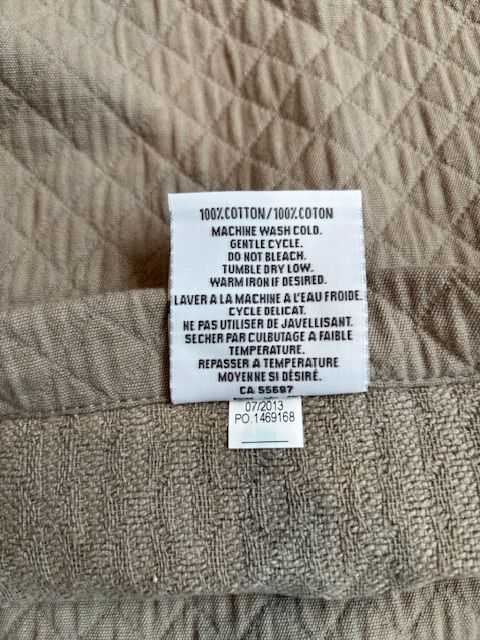 100% COTTON/100% COTON
MACHINE WASH COLD.
GENTLE CYCLE.
DO NOT BLEACH.
TUMBLE DRY LOW.
WARM IRON IF DESIRED.
LAVER A LA MACHINE A L'EAU FROIDE.
CYCLE DELICAT.
NE PAS UTILISER DE JAVELLISANT.
SECHER PAR CULBUTAGE A FAIBLE
TEMPERATURE.
REPASSER A TEMPERATURE
MOYENNE SI DÉSIRÉ.
CA 55687
07/2013
PO.1469168